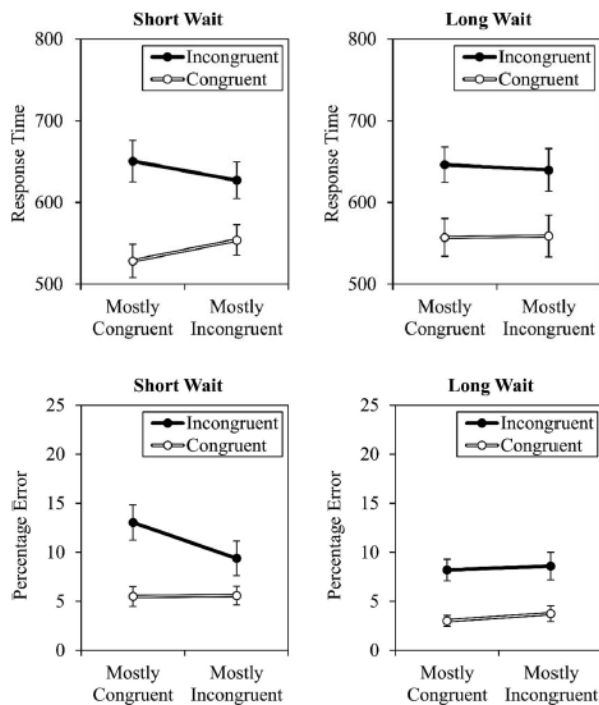 Short Wait
800
700
600
500
Response Time
Incongruent
Congruent
Mostly
Congruent
Mostly
Incongruent
Long Wait
800
700
600
500
Response Time
Incongruent
Congruent
Mostly
Congruent
Mostly
Incongruent
Short Wait
25
20
15
10
5
0
Percentage Error
Incongruent
Congruent
Mostly
Congruent
Mostly
Incongruent
Long Wait
25
20
15
10
5
0
Percentage Error
Incongruent
Congruent
Mostly
Congruent
Mostly
Incongruent